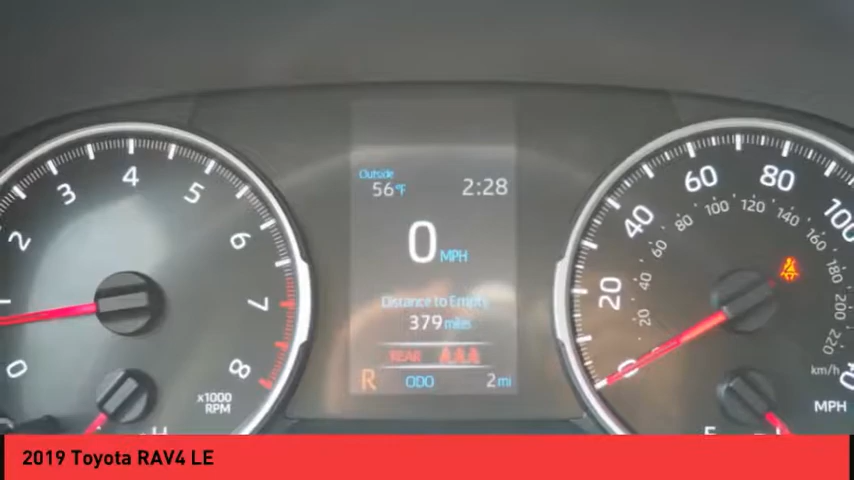 Outside
56°F 2:28
0 MPH
Distance to Empty
379 miles
REAR
R ODO 2 mi
0 2 3 4 5 6 7 8
x1000
RPM
0 20 40 60 80 100
20 40 60 80 100 120 140 160 180 200 220
km/h
MPH
H
F
2019 Toyota RAV4 LE